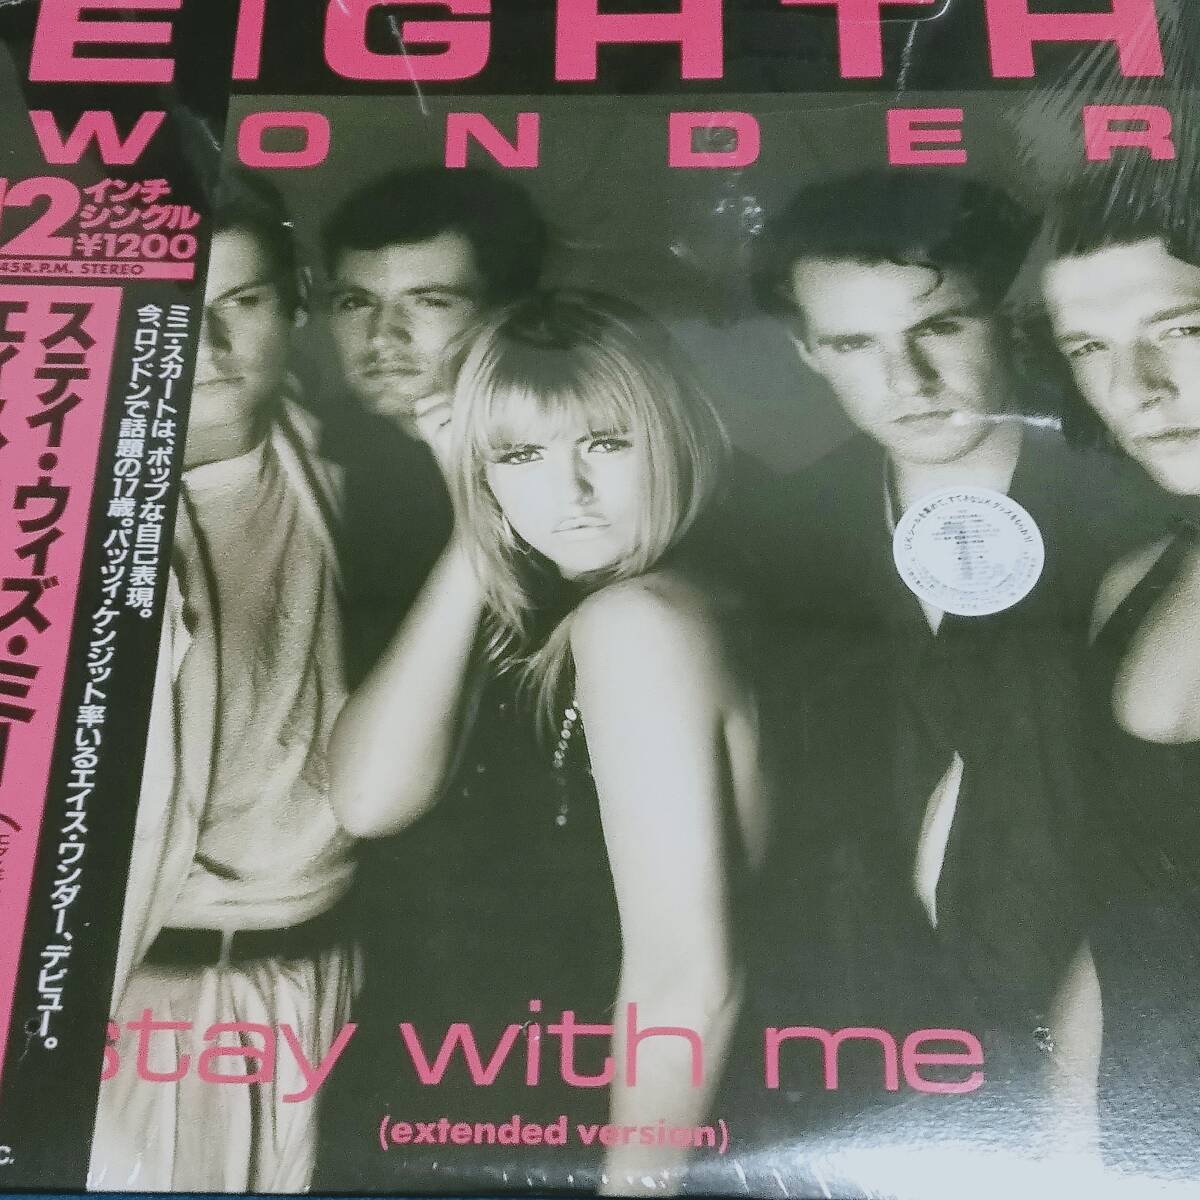 EIGHTH
WONDER
12
インチ
シングル
¥1200
45R.P.M. STEREO
ステイ・ウィズ・ミー
ミニ・スカートは、ポップな自己表現。
今、ロンドンで話題の17歳。パッツィ・ケンジット率いるエイス・ワンダー、デビュー。
stay with me
(extended version)